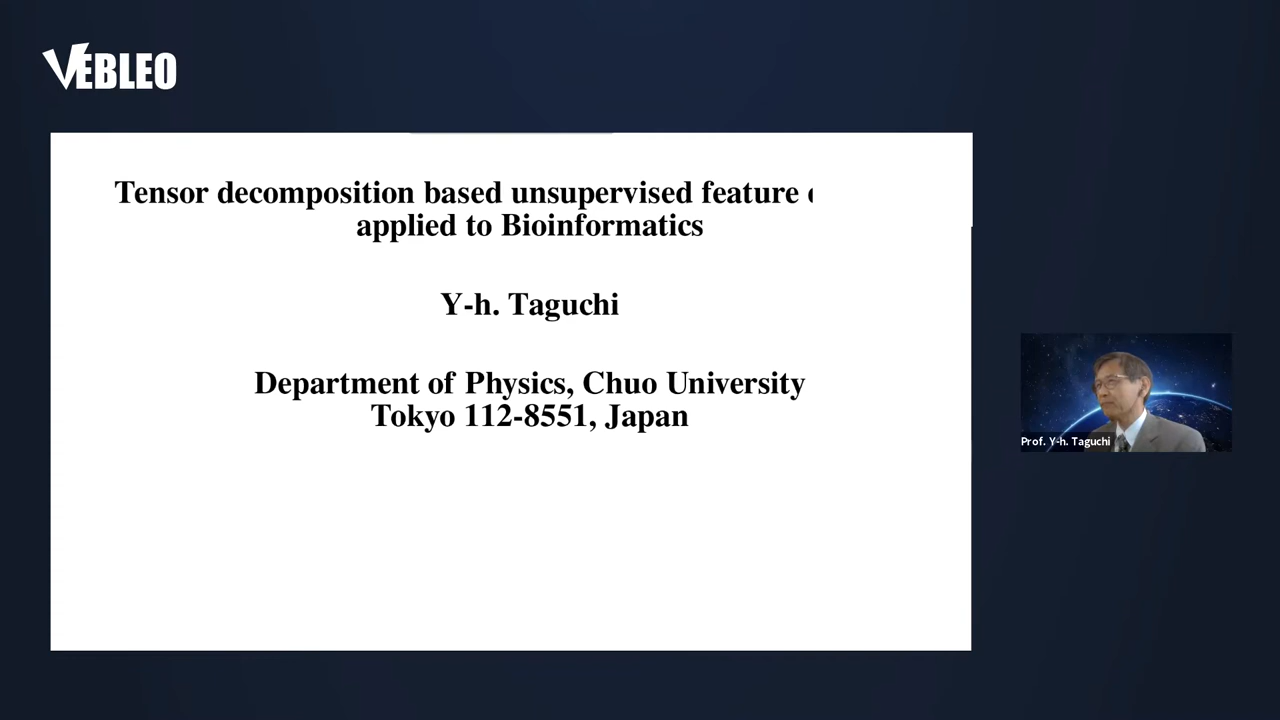 VEBLEO
Tensor decomposition based unsupervised feature
applied to Bioinformatics
Y-h. Taguchi
Department of Physics, Chuo University
Tokyo 112-8551, Japan
Prof. Y-h. Taguchi